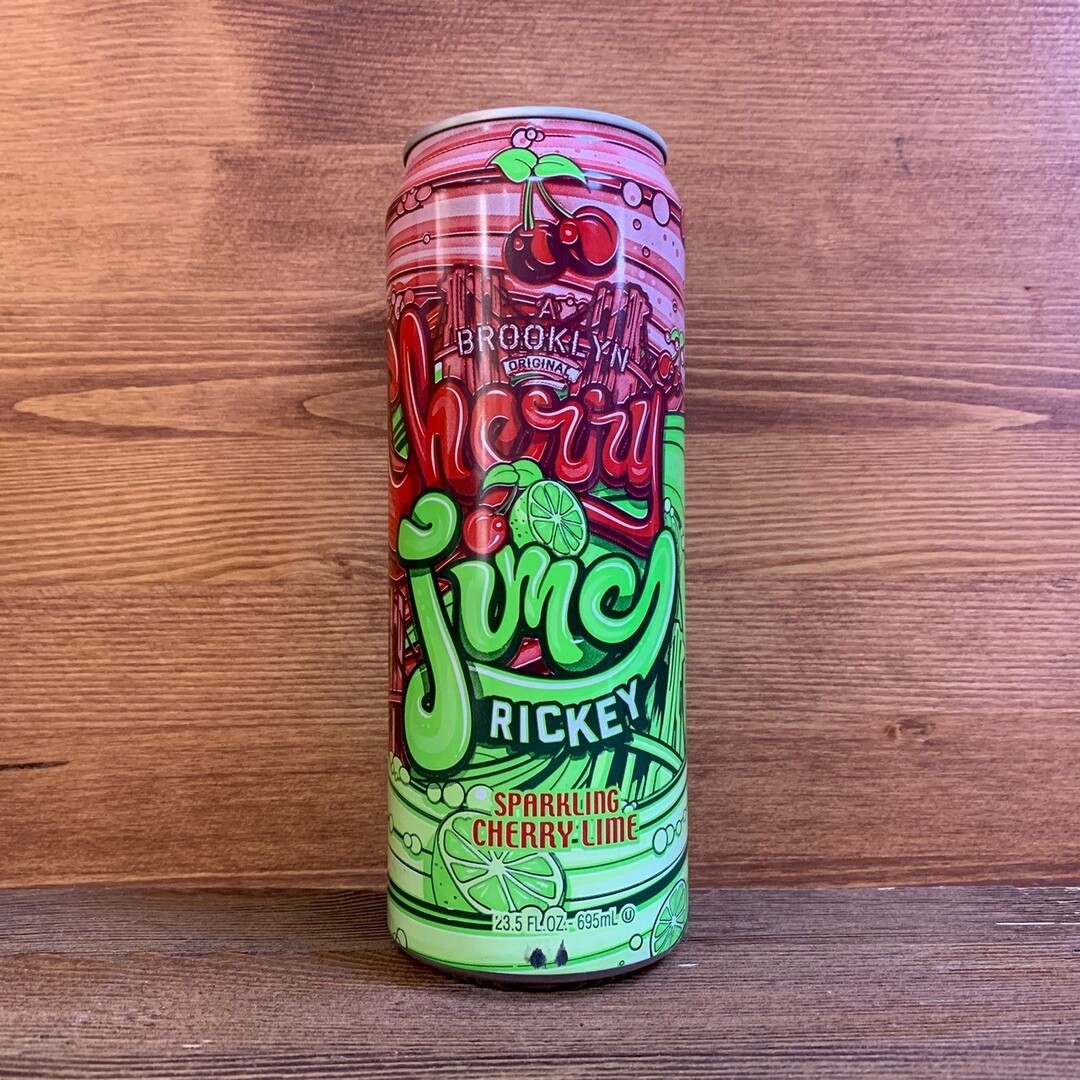 A
BROOKLYN
ORIGINAL
Cherry
Lime
RICKEY
SPARKLING
CHERRY-LIME
23.5 FL.OZ.- 695mL Ⓤ